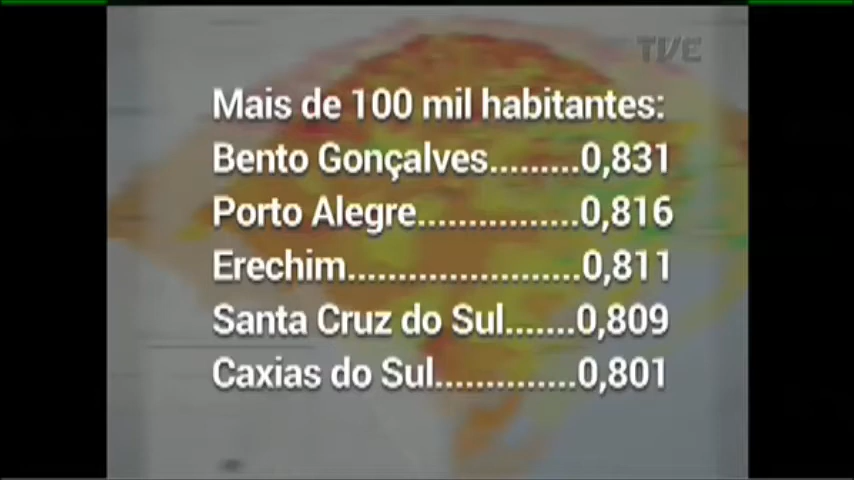 TVE
Mais de 100 mil habitantes:
Bento Gonçalves.........0,831
Porto Alegre................0,816
Erechim.......................0,811
Santa Cruz do Sul.......0,809
Caxias do Sul..............0,801